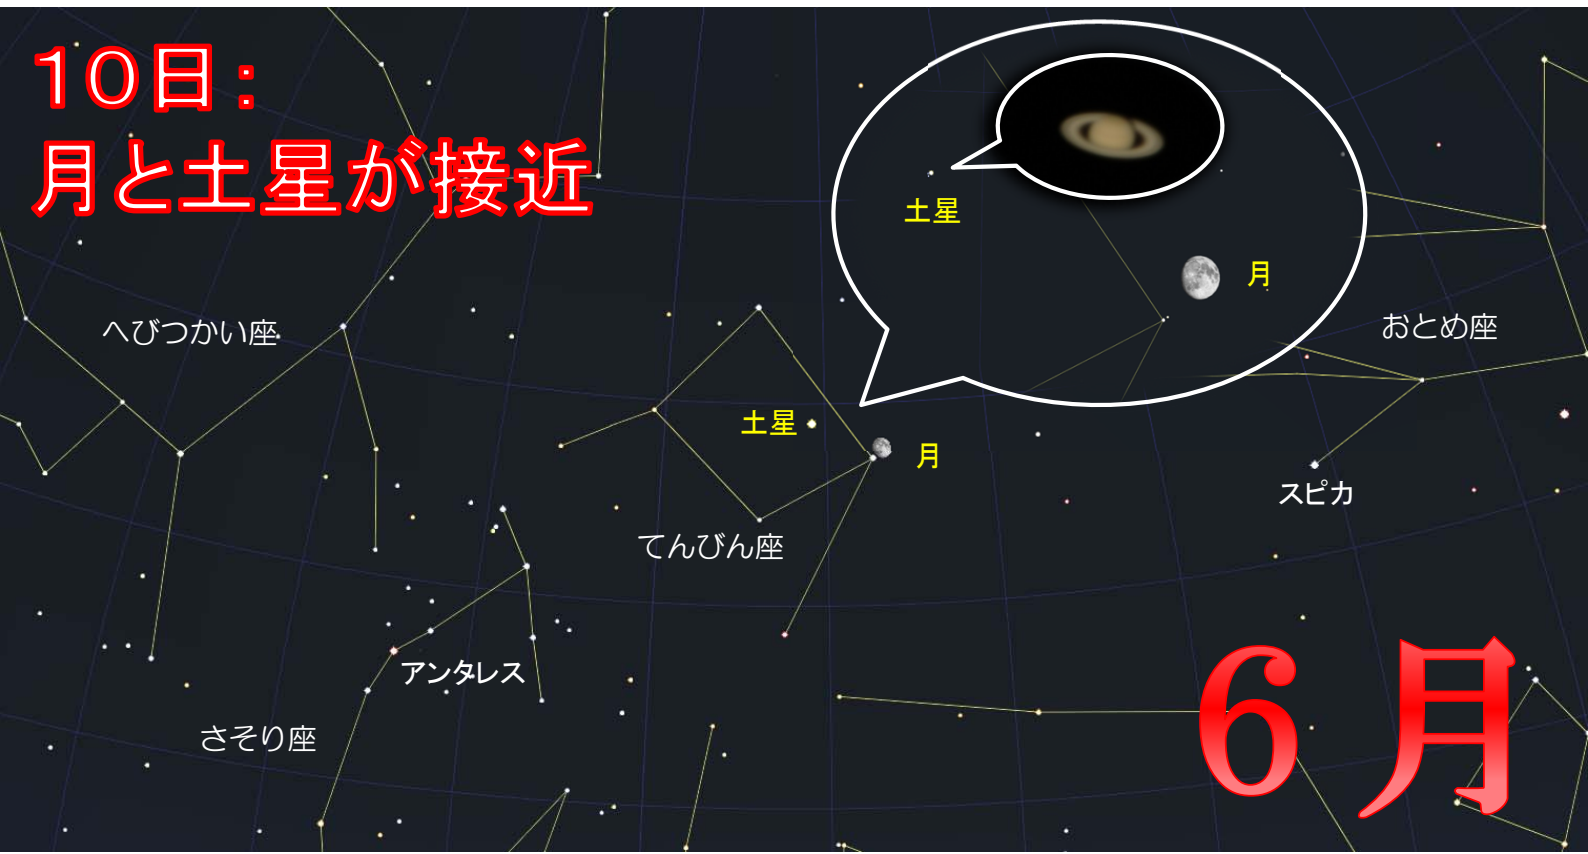 10日：
月と土星が接近
土星
月
へびつかい座
おとめ座
土星
月
スピカ
てんびん座
アンタレス
さそり座
6月